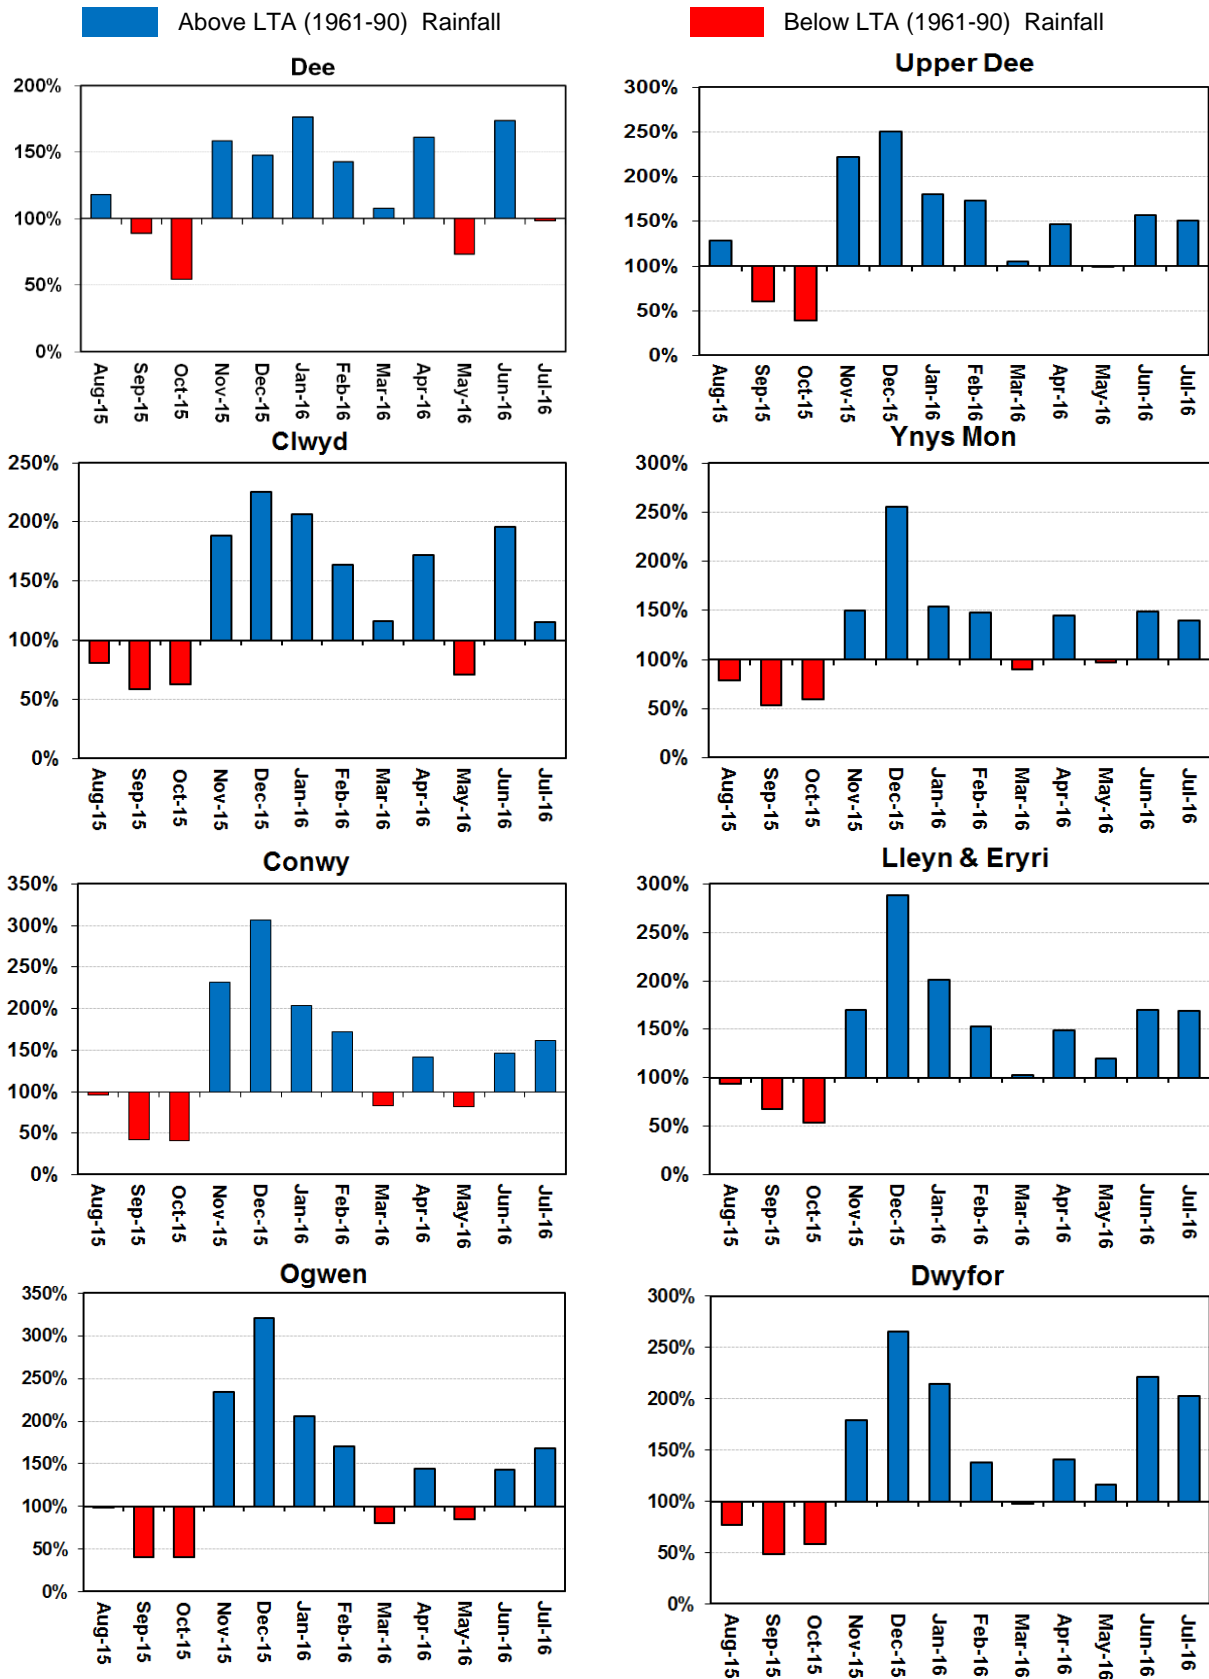 Above LTA (1961-90) Rainfall
Below LTA (1961-90) Rainfall
Dee
200%
150%
100%
50%
0%
Aug-15
Sep-15
Oct-15
Nov-15
Dec-15
Jan-16
Feb-16
Mar-16
Apr-16
May-16
Jun-16
Jul-16
Upper Dee
300%
250%
200%
150%
100%
50%
0%
Aug-15
Sep-15
Oct-15
Nov-15
Dec-15
Jan-16
Feb-16
Mar-16
Apr-16
May-16
Jun-16
Jul-16
Clwyd
250%
200%
150%
100%
50%
0%
Aug-15
Sep-15
Oct-15
Nov-15
Dec-15
Jan-16
Feb-16
Mar-16
Apr-16
May-16
Jun-16
Jul-16
Ynys Mon
300%
250%
200%
150%
100%
50%
0%
Aug-15
Sep-15
Oct-15
Nov-15
Dec-15
Jan-16
Feb-16
Mar-16
Apr-16
May-16
Jun-16
Jul-16
Conwy
350%
300%
250%
200%
150%
100%
50%
0%
Aug-15
Sep-15
Oct-15
Nov-15
Dec-15
Jan-16
Feb-16
Mar-16
Apr-16
May-16
Jun-16
Jul-16
Lleyn & Eryri
300%
250%
200%
150%
100%
50%
0%
Aug-15
Sep-15
Oct-15
Nov-15
Dec-15
Jan-16
Feb-16
Mar-16
Apr-16
May-16
Jun-16
Jul-16
Ogwen
350%
300%
250%
200%
150%
100%
50%
0%
Aug-15
Sep-15
Oct-15
Nov-15
Dec-15
Jan-16
Feb-16
Mar-16
Apr-16
May-16
Jun-16
Jul-16
Dwyfor
300%
250%
200%
150%
100%
50%
0%
Aug-15
Sep-15
Oct-15
Nov-15
Dec-15
Jan-16
Feb-16
Mar-16
Apr-16
May-16
Jun-16
Jul-16